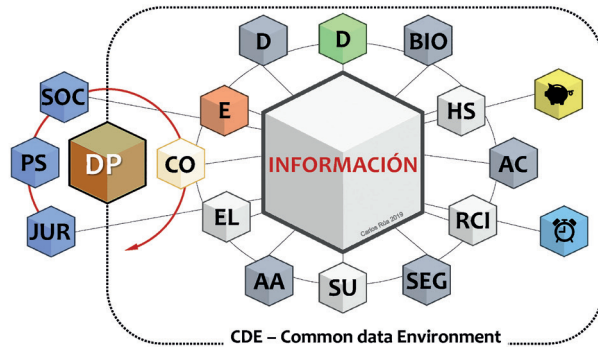 D
D
BIO
SOC
E
HS
PS
DP
CO
INFORMACIÓN
AC
JUR
EL
RCI
Carlos Róa 2019
AA
SU
SEG
CDE – Common data Environment